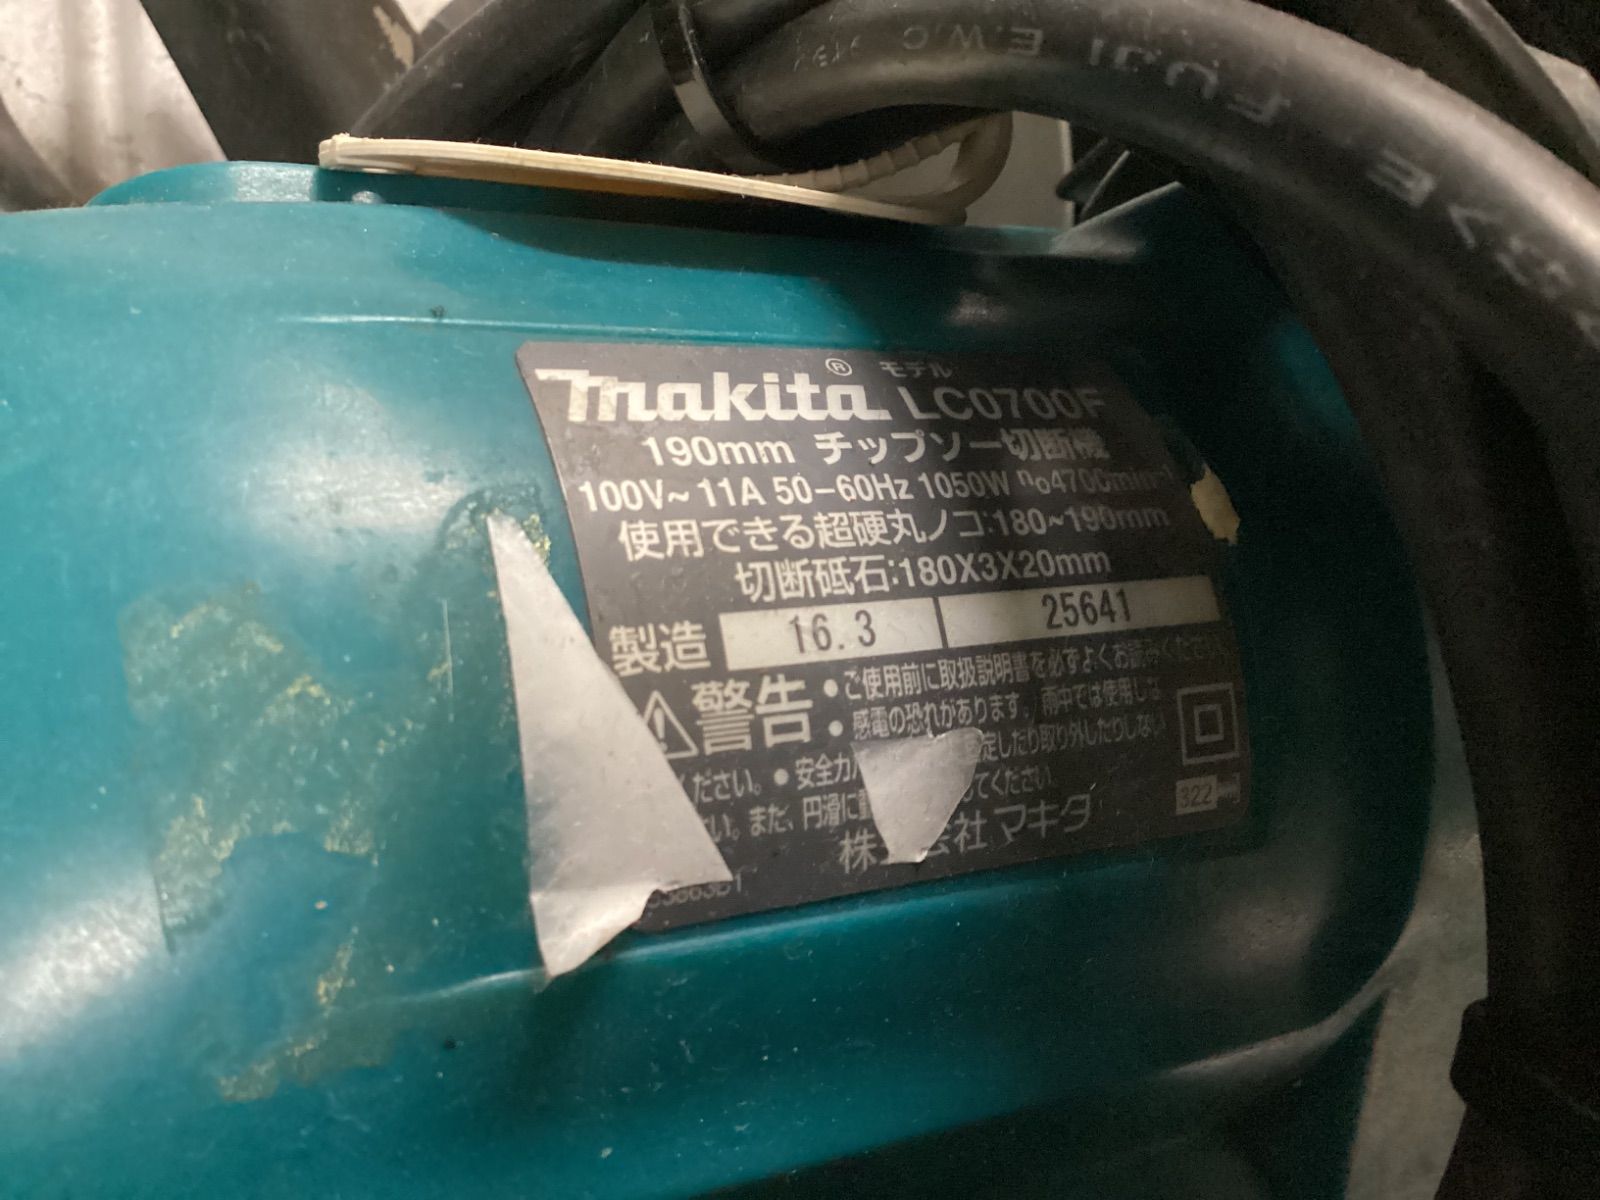 FUJI E.W.C
makita® モデル LC0700F
190mm チップソー切断機
100V~ 11A 50-60Hz 1050W n₀4700min⁻¹
使用できる超硬丸ノコ:180~190mm
切断砥石:180X3X20mm
製造 16.3 25641
警告 •ご使用前に取扱説明書を必ずよくお読みください。
•感電の恐れがあります。雨中では使用しな
ださい。•安全カバ 定したり取り外したりしない
い。また、円滑に してください。
322
株 会社 マキタ